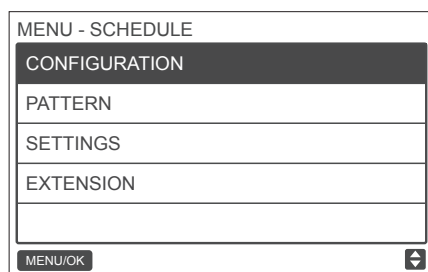 MENU - SCHEDULE
CONFIGURATION
PATTERN
SETTINGS
EXTENSION
MENU/OK